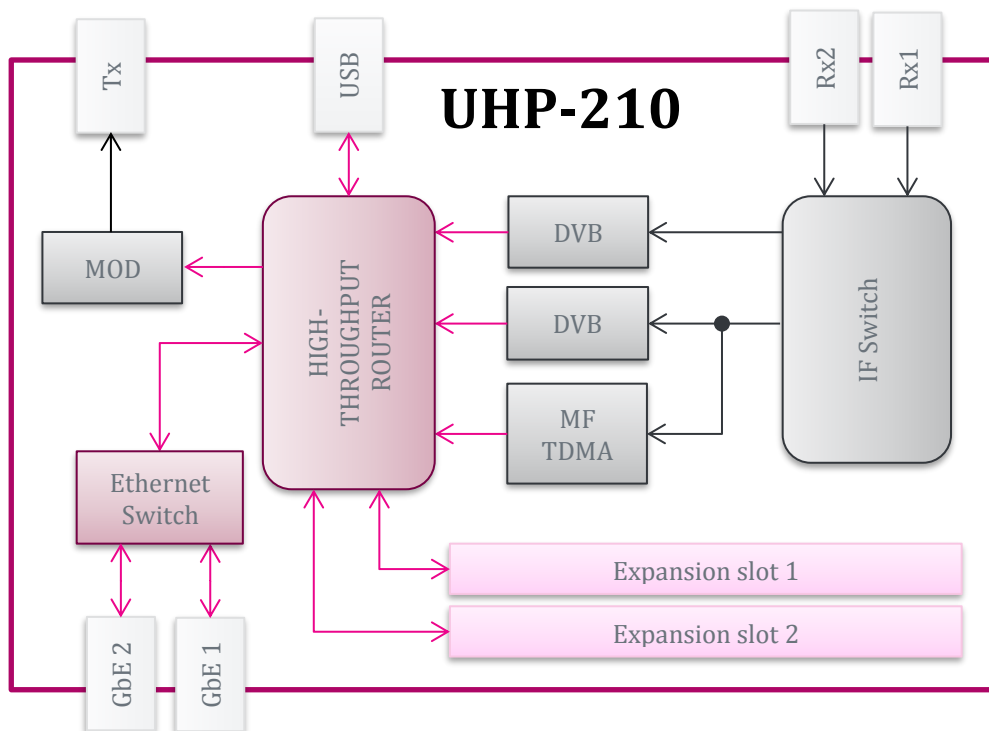 Tx
USB
Rx2
Rx1
UHP-210
MOD
HIGH-
THROUGHPUT
ROUTER
DVB
DVB
MF
TDMA
IF Switch
Ethernet
Switch
Expansion slot 1
Expansion slot 2
GbE 2
GbE 1